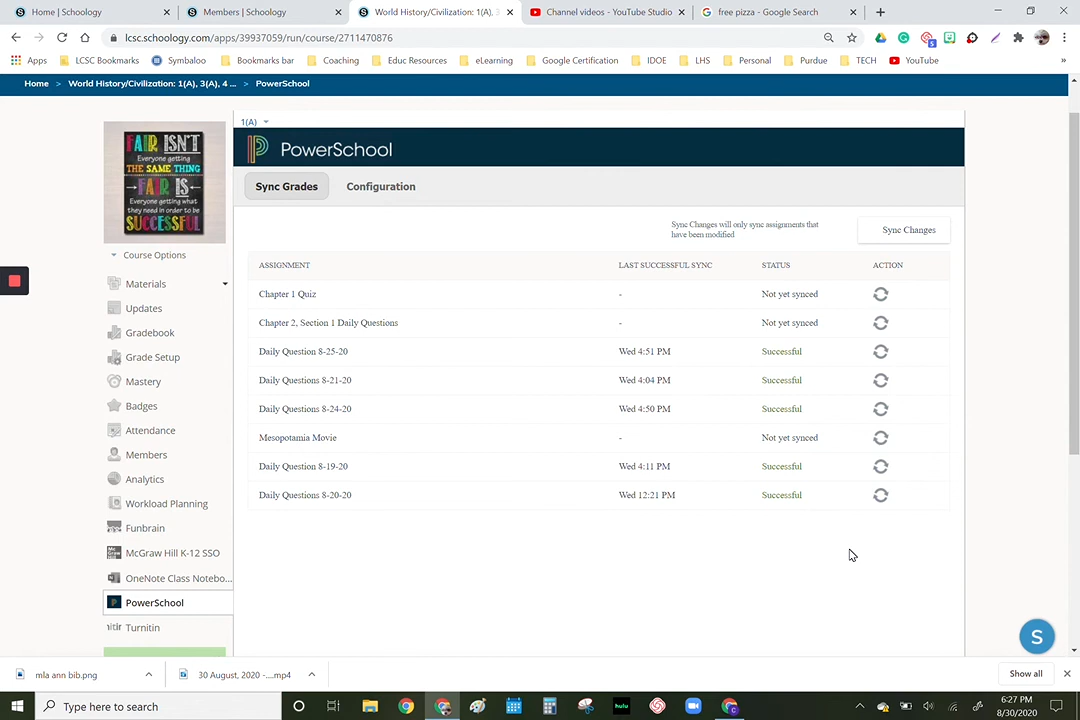 Home | Schoology
Members | Schoology
World History/Civilization: 1(A), 3
Channel videos - YouTube Studio
free pizza - Google Search
lcsc.schoology.com/apps/39937059/run/course/2711470876
Apps
LCSC Bookmarks
Symbaloo
Bookmarks bar
Coaching
Educ Resources
eLearning
Google Certification
IDOE
LHS
Personal
Purdue
TECH
YouTube
Home > World History/Civilization: 1(A), 3(A), 4 ... > PowerSchool
FAIR ISN'T
Everyone getting
THE SAME THING
FAIR IS
Everyone getting what
they need in order to be
SUCCESSFUL
Course Options
Materials
Updates
Gradebook
Grade Setup
Mastery
Badges
Attendance
Members
Analytics
Workload Planning
Funbrain
McGraw Hill K-12 SSO
OneNote Class Notebo...
PowerSchool
Turnitin
1(A)
PowerSchool
Sync Grades
Configuration
Sync Changes will only sync assignments that
have been modified
Sync Changes
ASSIGNMENT LAST SUCCESSFUL SYNC STATUS ACTION
Chapter 1 Quiz - Not yet synced
Chapter 2, Section 1 Daily Questions - Not yet synced
Daily Question 8-25-20 Wed 4:51 PM Successful
Daily Questions 8-21-20 Wed 4:04 PM Successful
Daily Questions 8-24-20 Wed 4:50 PM Successful
Mesopotamia Movie - Not yet synced
Daily Question 8-19-20 Wed 4:11 PM Successful
Daily Questions 8-20-20 Wed 12:21 PM Successful
S
mla ann bib.png
30 August, 2020 -....mp4
Show all
Type here to search
hulu
6:27 PM
8/30/2020